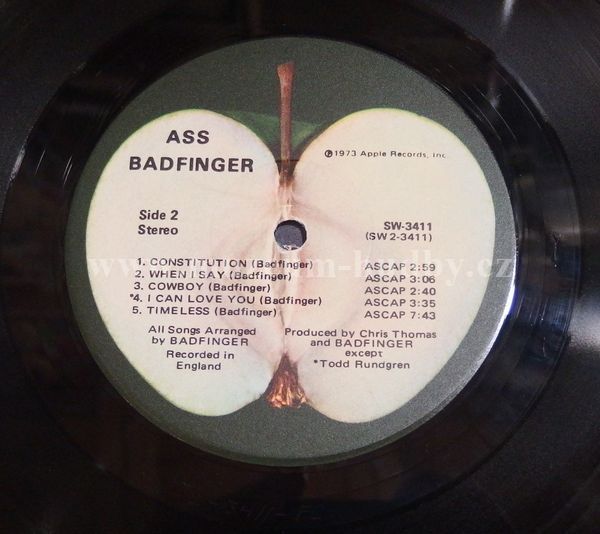 ASS
BADFINGER
℗1973 Apple Records, Inc.
Side 2
Stereo
SW-3411
(SW2-3411)
1. CONSTITUTION (Badfinger) ASCAP 2:59
2. WHEN I SAY (Badfinger) ASCAP 3:06
3. COWBOY (Badfinger) ASCAP 2:40
*4. I CAN LOVE YOU (Badfinger) ASCAP 3:35
5. TIMELESS (Badfinger) ASCAP 7:43
All Songs Arranged
by BADFINGER
Recorded in
England
Produced by Chris Thomas
and BADFINGER
except
*Todd Rundgren